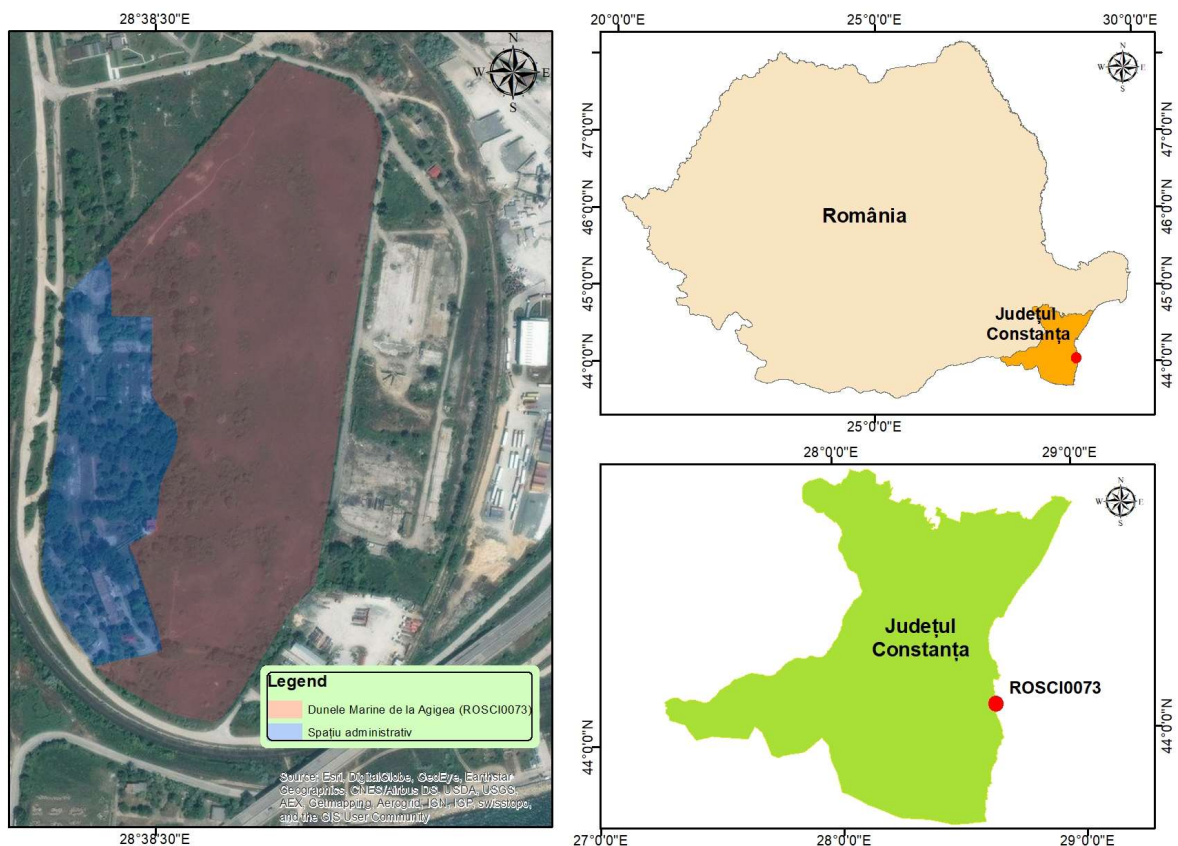 28°38'30"E
N
W
E
S
Legend
Dunele Marine de la Agigea (ROSCI0073)
Spațiu administrativ
Source: Esri, DigitalGlobe, GeoEye, Earthstar
Geographics, CNES/Airbus DS, USDA, USGS,
AEX, Getmapping, Aerogrid, IGN, IGP, swisstopo,
and the GIS User Community
28°38'30"E
20°0'0"E
25°0'0"E
30°0'0"E
N
W
E
S
47°0'0"N
47°0'0"N
46°0'0"N
46°0'0"N
45°0'0"N
45°0'0"N
44°0'0"N
44°0'0"N
România
Județul
Constanța
25°0'0"E
28°0'0"E
29°0'0"E
N
W
E
S
Județul
Constanța
ROSCI0073
44°0'0"N
44°0'0"N
27°0'0"E
28°0'0"E
29°0'0"E